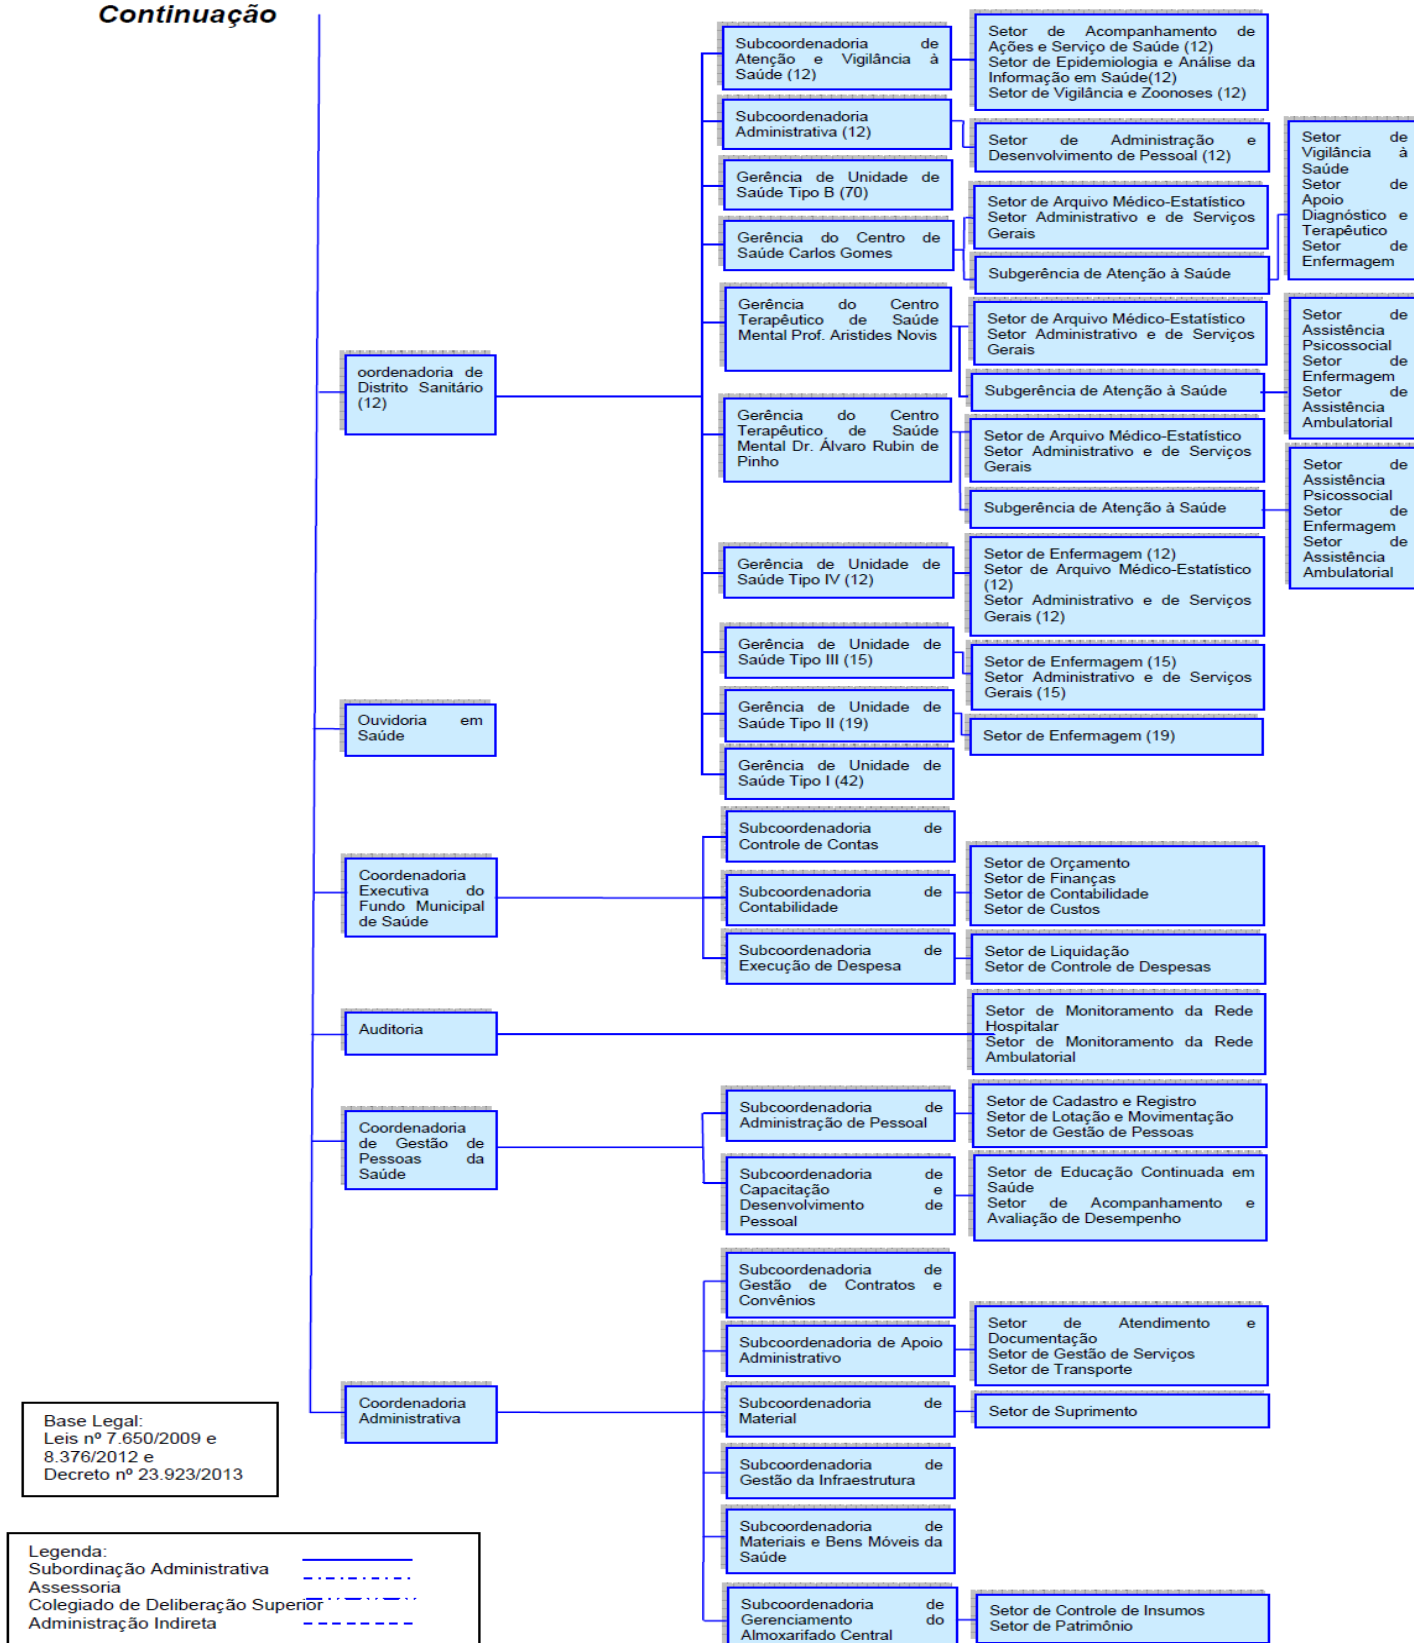 Continuação
Subcoordenadoria de
Atenção e Vigilância à
Saúde (12)
Setor de Acompanhamento de
Ações e Serviço de Saúde (12)
Setor de Epidemiologia e Análise da
Informação em Saúde(12)
Setor de Vigilância e Zoonoses (12)
Subcoordenadoria
Administrativa (12)
Setor de Administração e
Desenvolvimento de Pessoal (12)
Gerência de Unidade de
Saúde Tipo B (70)
Gerência do Centro de
Saúde Carlos Gomes
Setor de Arquivo Médico-Estatístico
Setor Administrativo e de Serviços
Gerais
Subgerência de Atenção à Saúde
Setor de
Vigilância à
Saúde
Setor de
Apoio
Diagnóstico e
Terapêutico
Setor de
Enfermagem
Gerência do Centro
Terapêutico de Saúde
Mental Prof. Aristides Novis
Setor de Arquivo Médico-Estatístico
Setor Administrativo e de Serviços
Gerais
Subgerência de Atenção à Saúde
Setor de
Assistência
Psicossocial
Setor de
Enfermagem
Setor de
Assistência
Ambulatorial
oordenadoria de
Distrito Sanitário
(12)
Gerência do Centro
Terapêutico de Saúde
Mental Dr. Álvaro Rubin de
Pinho
Setor de Arquivo Médico-Estatístico
Setor Administrativo e de Serviços
Gerais
Subgerência de Atenção à Saúde
Setor de
Assistência
Psicossocial
Setor de
Enfermagem
Setor de
Assistência
Ambulatorial
Gerência de Unidade de
Saúde Tipo IV (12)
Setor de Enfermagem (12)
Setor de Arquivo Médico-Estatístico
(12)
Setor Administrativo e de Serviços
Gerais (12)
Gerência de Unidade de
Saúde Tipo III (15)
Setor de Enfermagem (15)
Setor Administrativo e de Serviços
Gerais (15)
Gerência de Unidade de
Saúde Tipo II (19)
Setor de Enfermagem (19)
Gerência de Unidade de
Saúde Tipo I (42)
Ouvidoria em
Saúde
Coordenadoria
Executiva do
Fundo Municipal
de Saúde
Subcoordenadoria de
Controle de Contas
Subcoordenadoria de
Contabilidade
Setor de Orçamento
Setor de Finanças
Setor de Contabilidade
Setor de Custos
Subcoordenadoria de
Execução de Despesa
Setor de Liquidação
Setor de Controle de Despesas
Auditoria
Setor de Monitoramento da Rede
Hospitalar
Setor de Monitoramento da Rede
Ambulatorial
Coordenadoria
de Gestão de
Pessoas da
Saúde
Subcoordenadoria de
Administração de Pessoal
Setor de Cadastro e Registro
Setor de Lotação e Movimentação
Setor de Gestão de Pessoas
Subcoordenadoria de
Capacitação e
Desenvolvimento de
Pessoal
Setor de Educação Continuada em
Saúde
Setor de Acompanhamento e
Avaliação de Desempenho
Coordenadoria
Administrativa
Subcoordenadoria de
Gestão de Contratos e
Convênios
Subcoordenadoria de Apoio
Administrativo
Setor de Atendimento e
Documentação
Setor de Gestão de Serviços
Setor de Transporte
Subcoordenadoria de
Material
Setor de Suprimento
Subcoordenadoria de
Gestão da Infraestrutura
Subcoordenadoria de
Materiais e Bens Móveis da
Saúde
Subcoordenadoria de
Gerenciamento do
Almoxarifado Central
Setor de Controle de Insumos
Setor de Patrimônio
Base Legal:
Leis nº 7.650/2009 e
8.376/2012 e
Decreto nº 23.923/2013
Legenda:
Subordinação Administrativa
Assessoria
Colegiado de Deliberação Superior
Administração Indireta